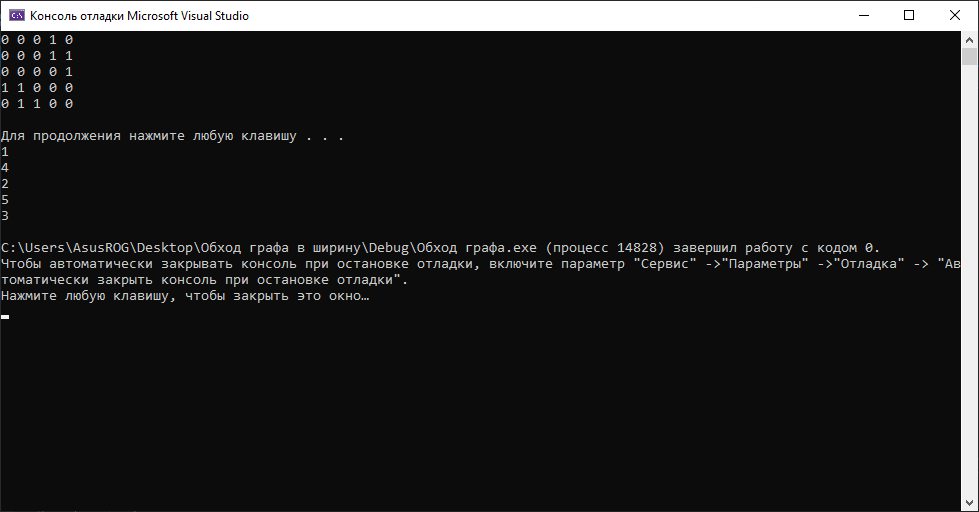 Консоль отладки Microsoft Visual Studio
0 0 0 1 0
0 0 0 1 1
0 0 0 0 1
1 1 0 0 0
0 1 1 0 0
Для продолжения нажмите любую клавишу . . .
1
4
2
5
3
C:\Users\AsusROG\Desktop\Обход графа в ширину\Debug\Обход графа.exe (процесс 14828) завершил работу с кодом 0.
Чтобы автоматически закрывать консоль при остановке отладки, включите параметр "Сервис" ->"Параметры" ->"Отладка" -> "Ав
томатически закрыть консоль при остановке отладки".
Нажмите любую клавишу, чтобы закрыть это окно…